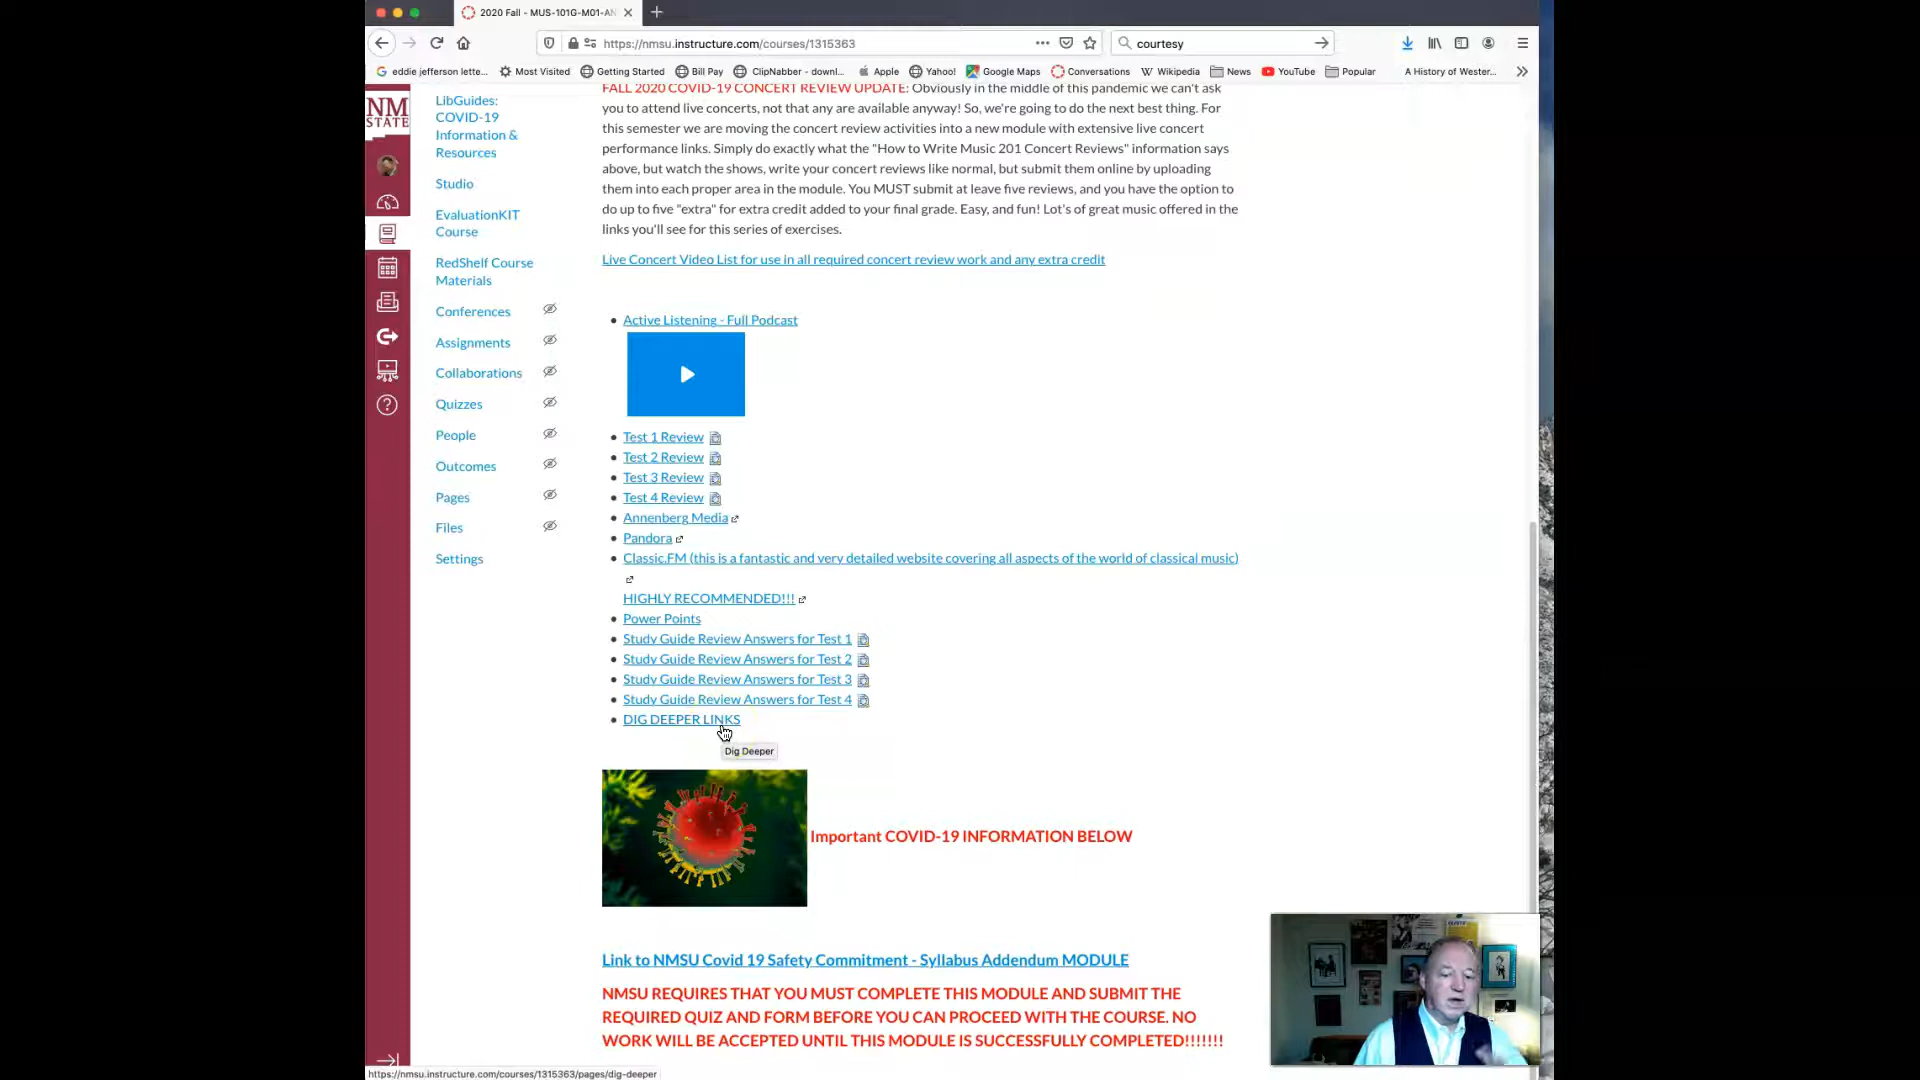 2020 Fall - MUS-101G-M01-AN
https://nmsu.instructure.com/courses/1315363
courtesy
eddie jefferson lette...
Most Visited
Getting Started
Bill Pay
ClipNabber - downl...
Apple
Yahoo!
Google Maps
Conversations
Wikipedia
News
YouTube
Popular
A History of Wester...
NM
STATE
LibGuides:
COVID-19
Information &
Resources
Studio
EvaluationKIT
Course
RedShelf Course
Materials
Conferences
Assignments
Collaborations
Quizzes
People
Outcomes
Pages
Files
Settings
FALL 2020 COVID-19 CONCERT REVIEW UPDATE: Obviously in the middle of this pandemic we can't ask
you to attend live concerts, not that any are available anyway! So, we're going to do the next best thing. For
this semester we are moving the concert review activities into a new module with extensive live concert
performance links. Simply do exactly what the "How to Write Music 201 Concert Reviews" information says
above, but watch the shows, write your concert reviews like normal, but submit them online by uploading
them into each proper area in the module. You MUST submit at leave five reviews, and you have the option to
do up to five "extra" for extra credit added to your final grade. Easy, and fun! Lot's of great music offered in the
links you'll see for this series of exercises.
Live Concert Video List for use in all required concert review work and any extra credit
Active Listening - Full Podcast
Test 1 Review
Test 2 Review
Test 3 Review
Test 4 Review
Annenberg Media
Pandora
Classic.FM (this is a fantastic and very detailed website covering all aspects of the world of classical music)
HIGHLY RECOMMENDED!!!
Power Points
Study Guide Review Answers for Test 1
Study Guide Review Answers for Test 2
Study Guide Review Answers for Test 3
Study Guide Review Answers for Test 4
DIG DEEPER LINKS
Dig Deeper
Important COVID-19 INFORMATION BELOW
Link to NMSU Covid 19 Safety Commitment - Syllabus Addendum MODULE
NMSU REQUIRES THAT YOU MUST COMPLETE THIS MODULE AND SUBMIT THE
REQUIRED QUIZ AND FORM BEFORE YOU CAN PROCEED WITH THE COURSE. NO
WORK WILL BE ACCEPTED UNTIL THIS MODULE IS SUCCESSFULLY COMPLETED!!!!!!!
https://nmsu.instructure.com/courses/1315363/pages/dig-deeper